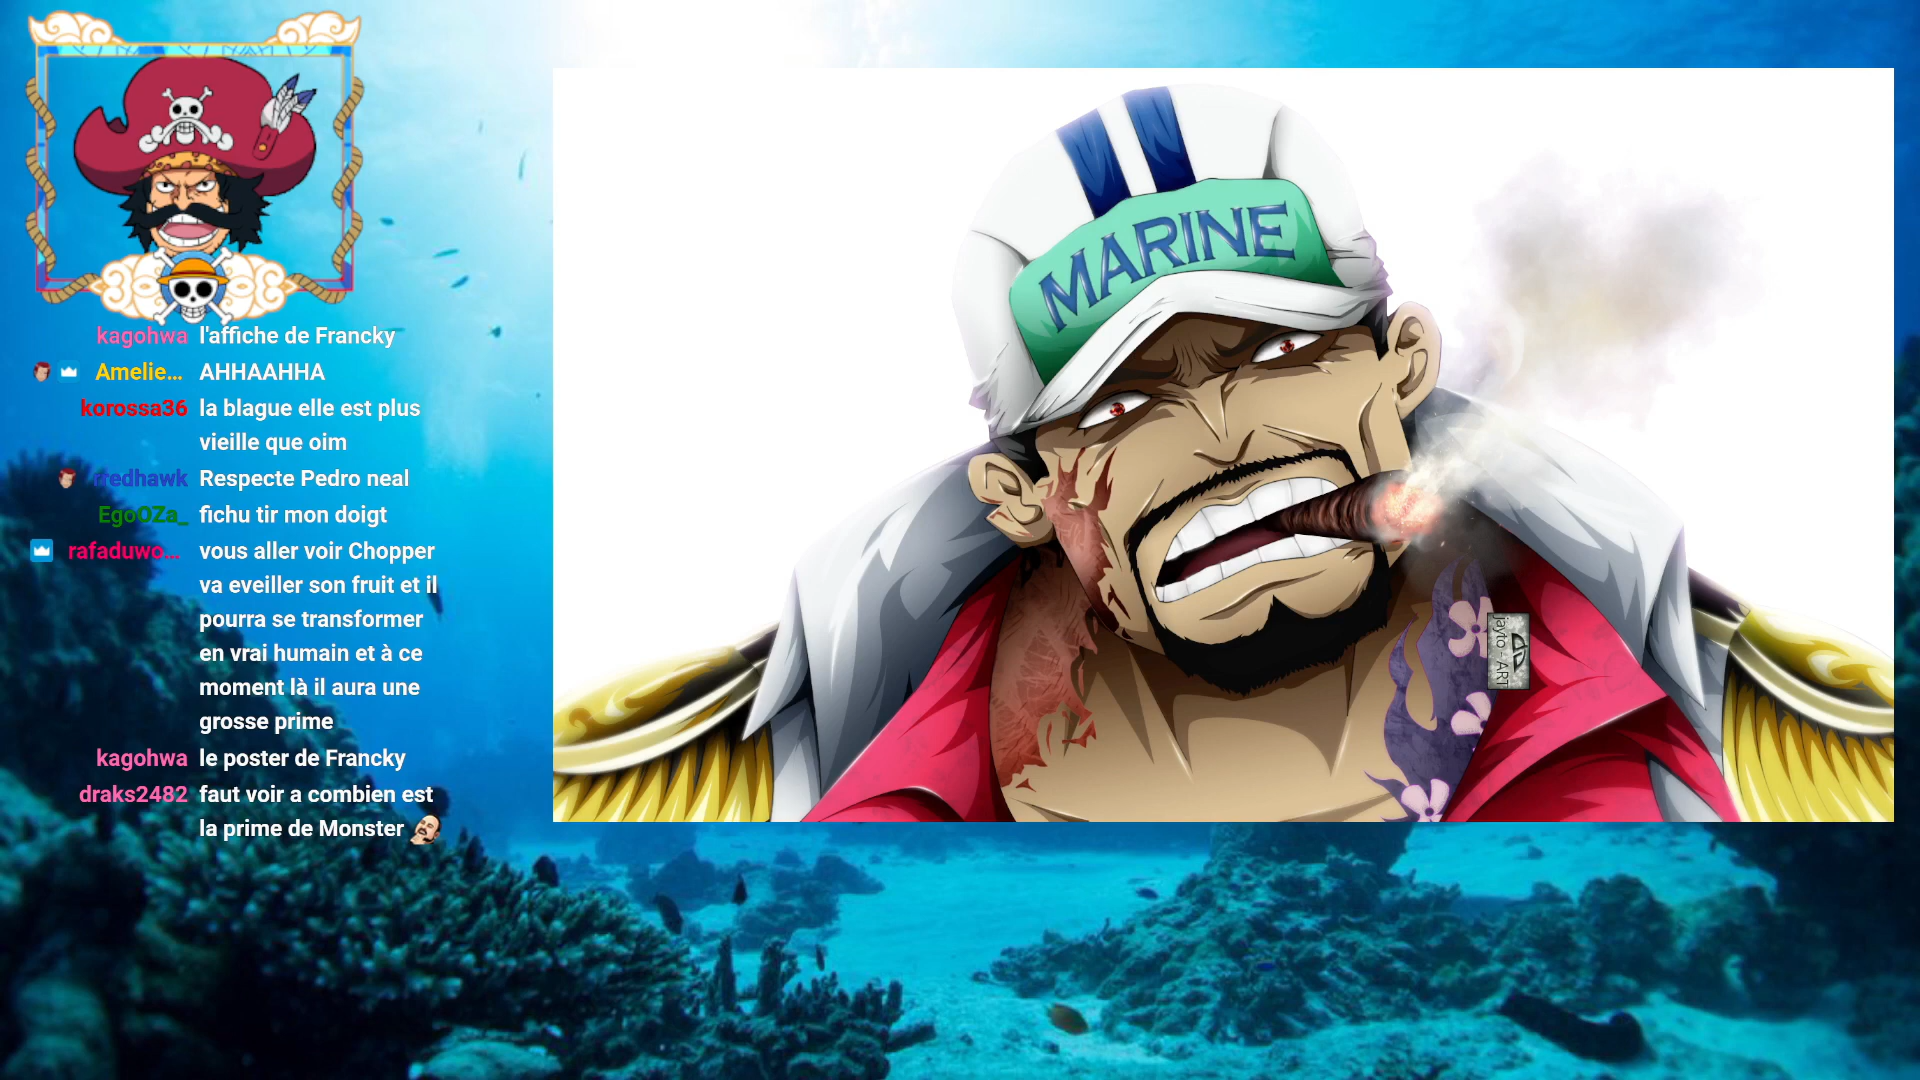 kagohwa l'affiche de Francky
Amelie... AHHAAHHA
korossa36 la blague elle est plus
vieille que oim
redhawk Respecte Pedro neal
EgoOZa_ fichu tir mon doigt
rafaduwo... vous aller voir Chopper
va eveiller son fruit et il
pourra se transformer
en vrai humain et à ce
moment là il aura une
grosse prime
kagohwa le poster de Francky
draks2482 faut voir a combien est
la prime de Monster
MARINE
jayto - ART